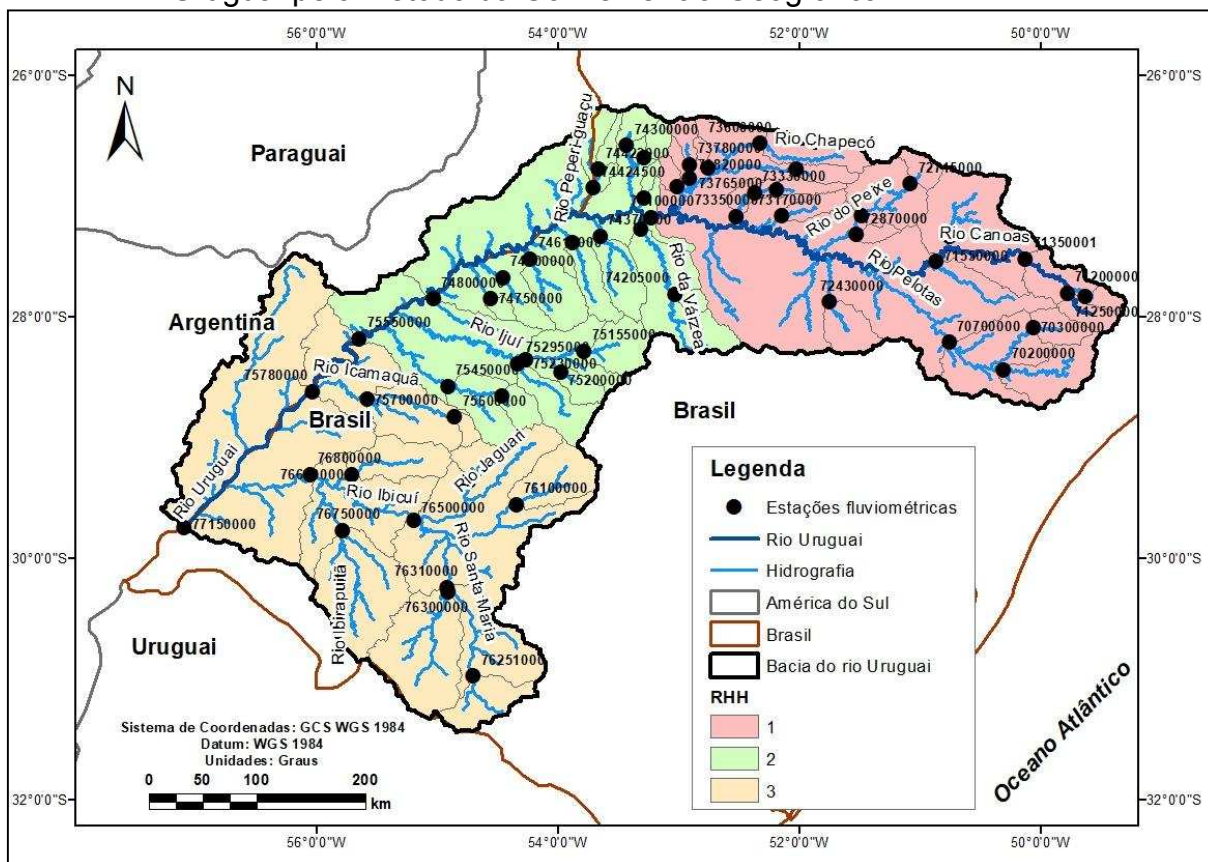 56°0'0"W
54°0'0"W
52°0'0"W
50°0'0"W
26°0'0"S
26°0'0"S
N
Paraguai
Rio Peperi-guaçu
74300000
Rio Chapecó
73780000
74424500
73765000
73330000
72715000
73350000
73170000
Rio do Peixe
72870000
Rio Canoas
71350001
71550000
71200000
71250000
Rio Pelotas
74205000
Rio da Várzea
72430000
74800000
74750000
28°0'0"S
28°0'0"S
Argentina
75550000
Rio Ijuí
75155000
75295000
75230000
75200000
75450000
70700000
70300000
70200000
75780000
Rio Icamaquã
75700000
Brasil
Brasil
76800000
Rio Jaguari
Rio Uruguai
Rio Ibicuí
76100000
77150000
76750000
76500000
30°0'0"S
30°0'0"S
76310000
76300000
Rio Santa Maria
Rio Ibirapuitã
Uruguai
76251000
Legenda
Estações fluviométricas
Rio Uruguai
Hidrografia
América do Sul
Brasil
Bacia do rio Uruguai
RHH
1
2
3
Oceano Atlântico
Sistema de Coordenadas: GCS WGS 1984
Datum: WGS 1984
Unidades: Graus
0 50 100 200
km
32°0'0"S
32°0'0"S
56°0'0"W
54°0'0"W
52°0'0"W
50°0'0"W